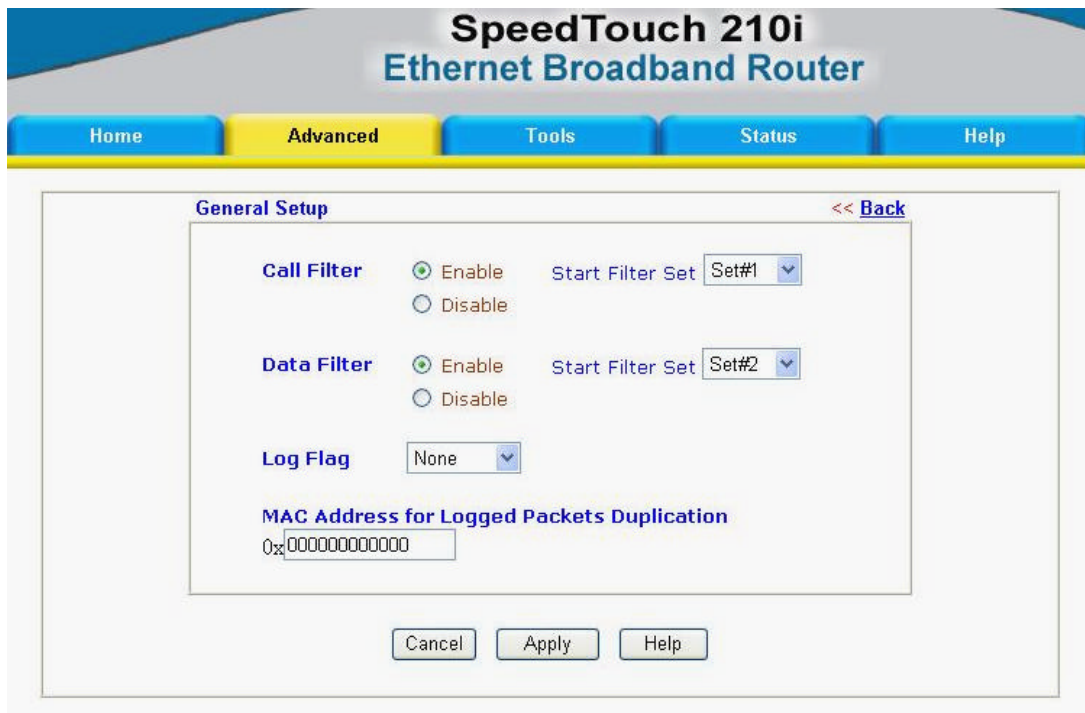 SpeedTouch 210i
Ethernet Broadband Router
Home Advanced Tools Status Help
General Setup << Back
Call Filter Enable Start Filter Set Set#1
Disable
Data Filter Enable Start Filter Set Set#2
Disable
Log Flag None
MAC Address for Logged Packets Duplication
0x 000000000000
Cancel Apply Help